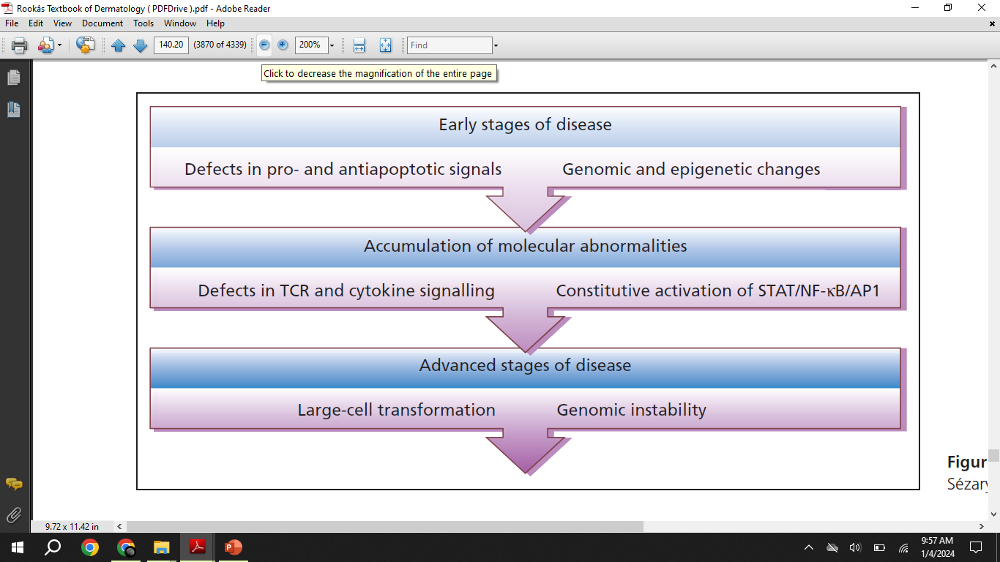 Rookâs Textbook of Dermatology ( PDFDrive ).pdf - Adobe Reader
File Edit View Document Tools Window Help
140.20 (3870 of 4339) 200% Find
Click to decrease the magnification of the entire page
Early stages of disease
Defects in pro- and antiapoptotic signals Genomic and epigenetic changes
Accumulation of molecular abnormalities
Defects in TCR and cytokine signalling Constitutive activation of STAT/NF-κB/AP1
Advanced stages of disease
Large-cell transformation Genomic instability
Figur
Sézary
9.72 x 11.42 in
9:57 AM
1/4/2024